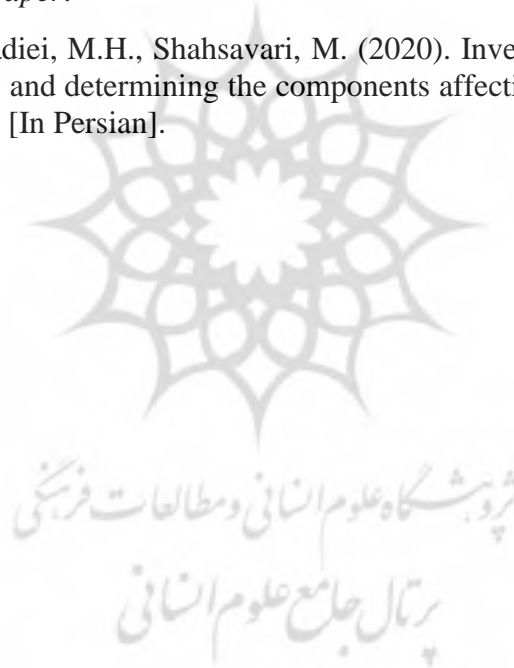 adiei, M.H., Shahsavari, M. (2020). Inve
and determining the components affecti
[In Persian].
پژوهشگاه علوم انسانی و مطالعات فرهنگی
پرتال جامع علوم انسانی